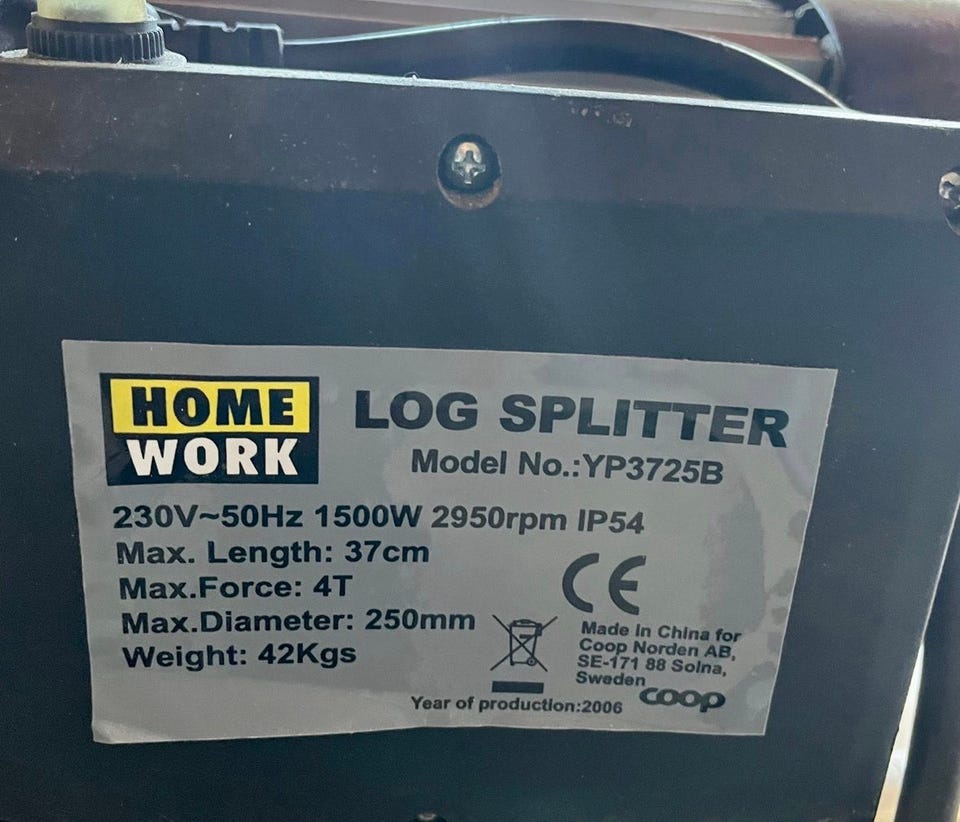 HOME
WORK
LOG SPLITTER
Model No.:YP3725B
230V~50Hz 1500W 2950rpm IP54
Max. Length: 37cm
Max.Force: 4T
Max.Diameter: 250mm
Weight: 42Kgs
CE
Made in China for
Coop Norden AB,
SE-171 88 Solna,
Sweden
coop
Year of production:2006